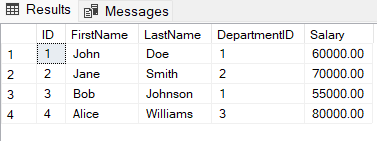 Results Messages
ID FirstName LastName DepartmentID Salary
1 1 John Doe 1 60000.00
2 2 Jane Smith 2 70000.00
3 3 Bob Johnson 1 55000.00
4 4 Alice Williams 3 80000.00